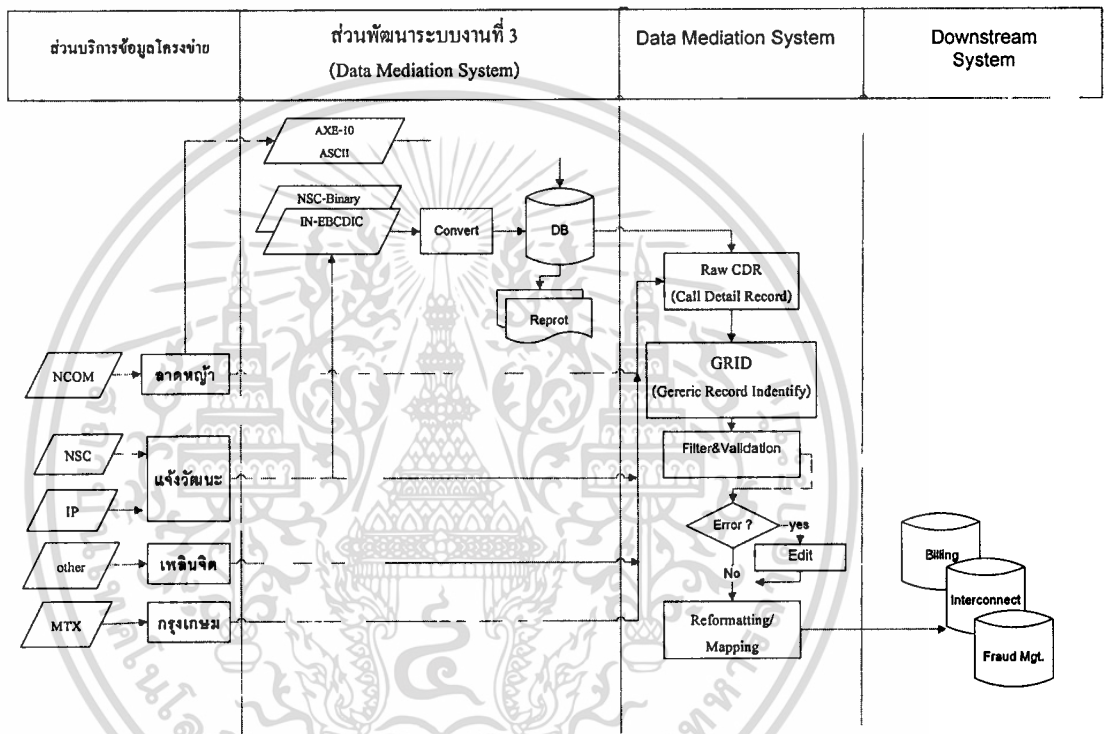 ส่วนบริการข้อมูลโครงข่าย
ส่วนพัฒนาระบบงานที่ 3
(Data Mediation System)
Data Mediation System
Downstream
System
AXE-10
ASCII
NSC-Binary
IN-EBCDIC
Convert
DB
Reprot
Raw CDR
(Call Detail Record)
GRID
(Gereric Record Indentify)
Filter&Validation
Error ?
yes
Edit
No
Reformatting/
Mapping
NCOM
ลาดหญ้า
NSC
แจ้งวัฒนะ
IP
other
เพลินจิต
MTX
กรุงเกษม
Billing
Interconnect
Fraud Mgt.